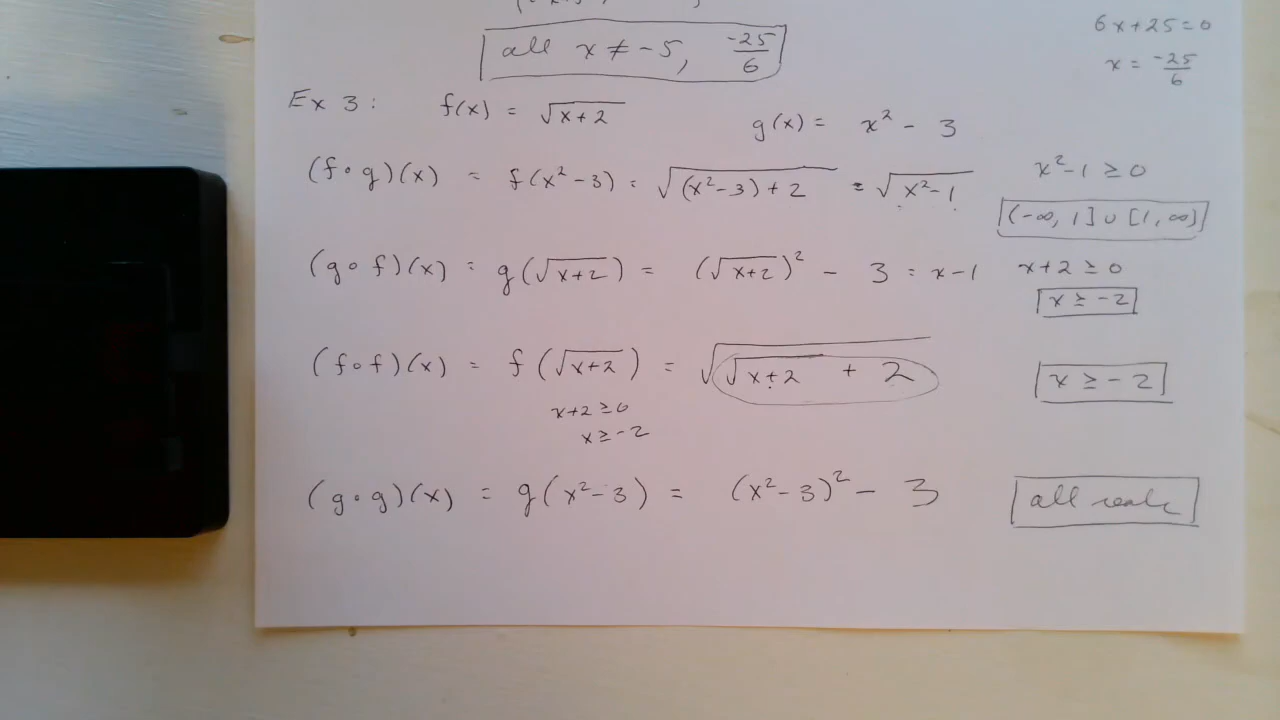 all x ≠ -5, -25/6
6x+25=0
x = -25/6
Ex 3: f(x) = √(x+2) g(x) = x² - 3
(f∘g)(x) = f(x²-3) = √((x²-3)+2) = √(x²-1) x²-1 ≥ 0
(-∞, 1] ∪ [1, ∞)
(g∘f)(x) = g(√(x+2)) = (√(x+2))² - 3 = x-1 x+2 ≥ 0
x ≥ -2
(f∘f)(x) = f(√(x+2)) = √(√(x+2) + 2) x ≥ -2
x+2 ≥ 0
x ≥ -2
(g∘g)(x) = g(x²-3) = (x²-3)² - 3 all reals